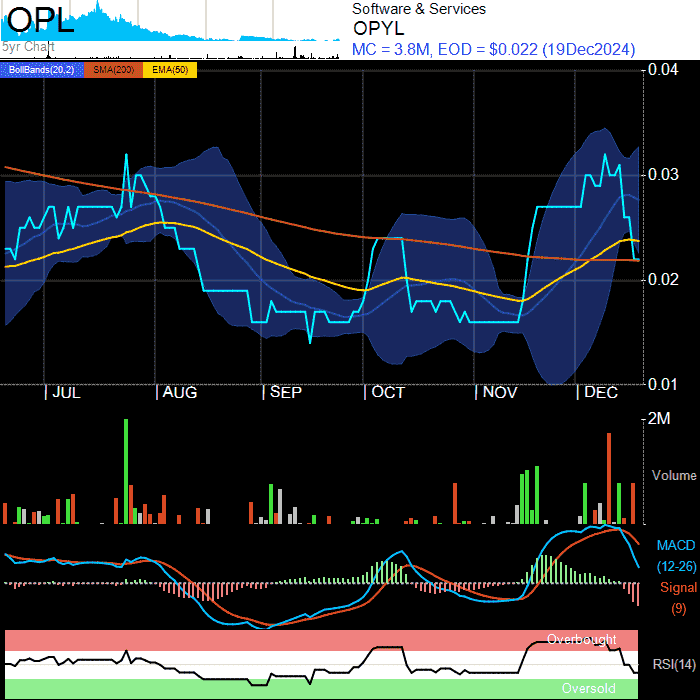 OPL
5yr Chart
Software & Services
OPYL
MC = 3.8M, EOD = $0.022 (19Dec2024)
BollBands(20,2) SMA(200) EMA(50)
0.04
0.03
0.02
0.01
JUL AUG SEP OCT NOV DEC
2M
Volume
MACD
(12-26)
Signal
(9)
Overbought
RSI(14)
Oversold